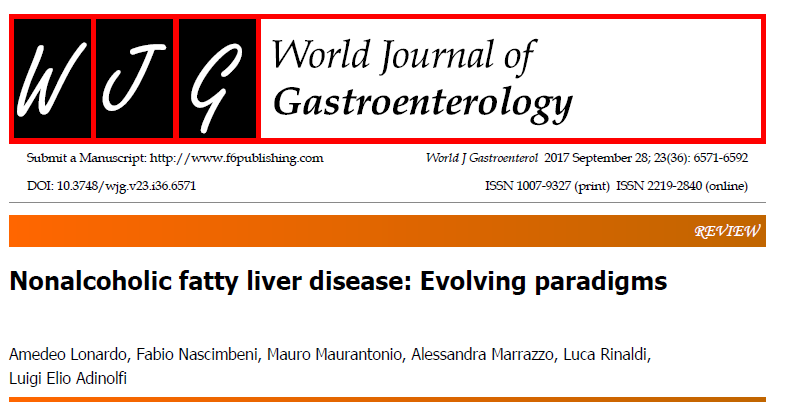 WJG
World Journal of
Gastroenterology
Submit a Manuscript: http://www.f6publishing.com
World J Gastroenterol 2017 September 28; 23(36): 6571-6592
DOI: 10.3748/wjg.v23.i36.6571
ISSN 1007-9327 (print) ISSN 2219-2840 (online)
REVIEW
Nonalcoholic fatty liver disease: Evolving paradigms
Amedeo Lonardo, Fabio Nascimbeni, Mauro Maurantonio, Alessandra Marrazzo, Luca Rinaldi,
Luigi Elio Adinolfi